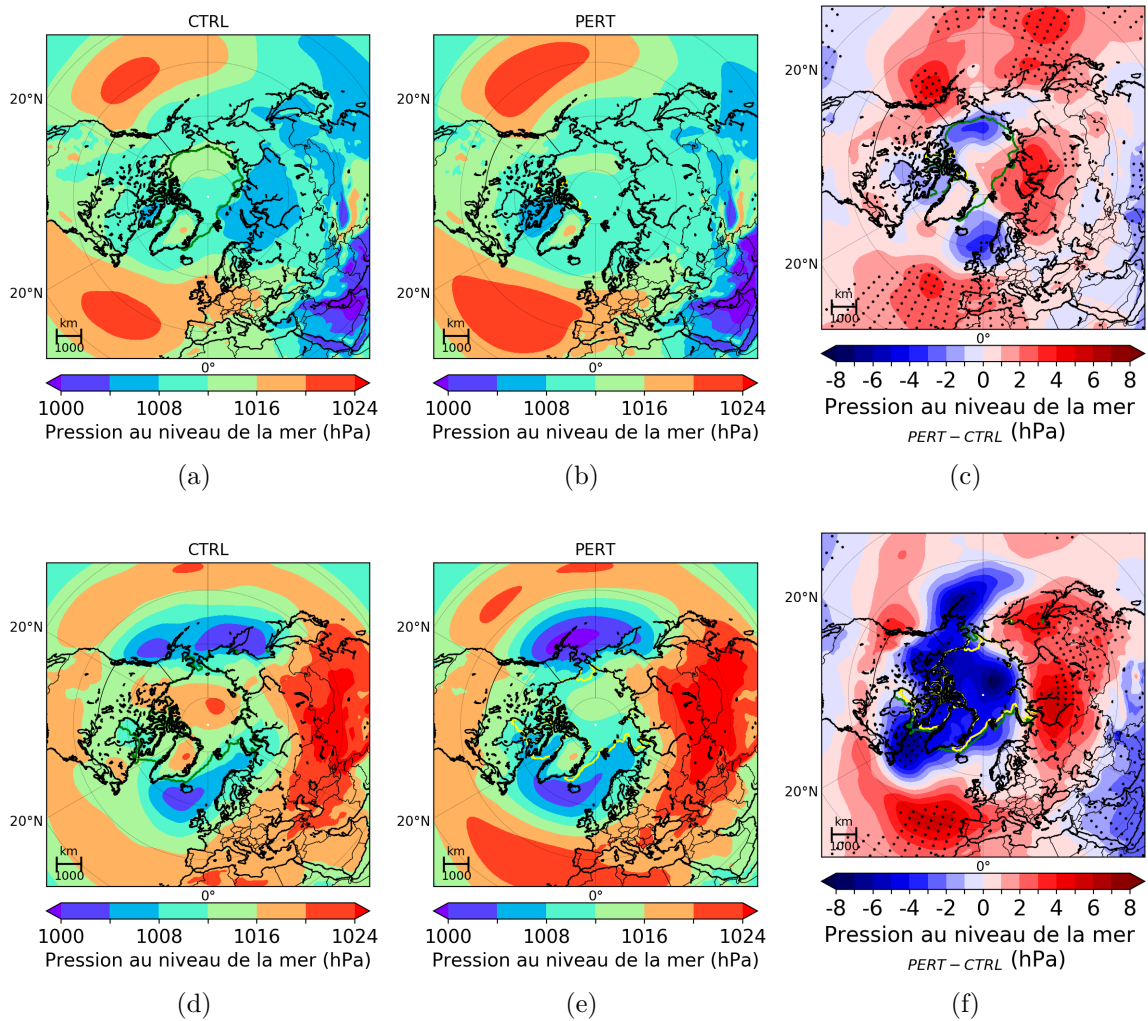 CTRL
PERT
20°N
20°N
20°N
20°N
20°N
20°N
km
1000
km
1000
km
1000
0°
0°
0°
1000 1008 1016 1024
1000 1008 1016 1024
-8 -6 -4 -2 0 2 4 6 8
Pression au niveau de la mer (hPa)
Pression au niveau de la mer (hPa)
Pression au niveau de la mer
PERT − CTRL (hPa)
(a)
(b)
(c)
CTRL
PERT
20°N
20°N
20°N
20°N
20°N
20°N
km
1000
km
1000
km
1000
0°
0°
0°
1000 1008 1016 1024
1000 1008 1016 1024
-8 -6 -4 -2 0 2 4 6 8
Pression au niveau de la mer (hPa)
Pression au niveau de la mer (hPa)
Pression au niveau de la mer
PERT − CTRL (hPa)
(d)
(e)
(f)